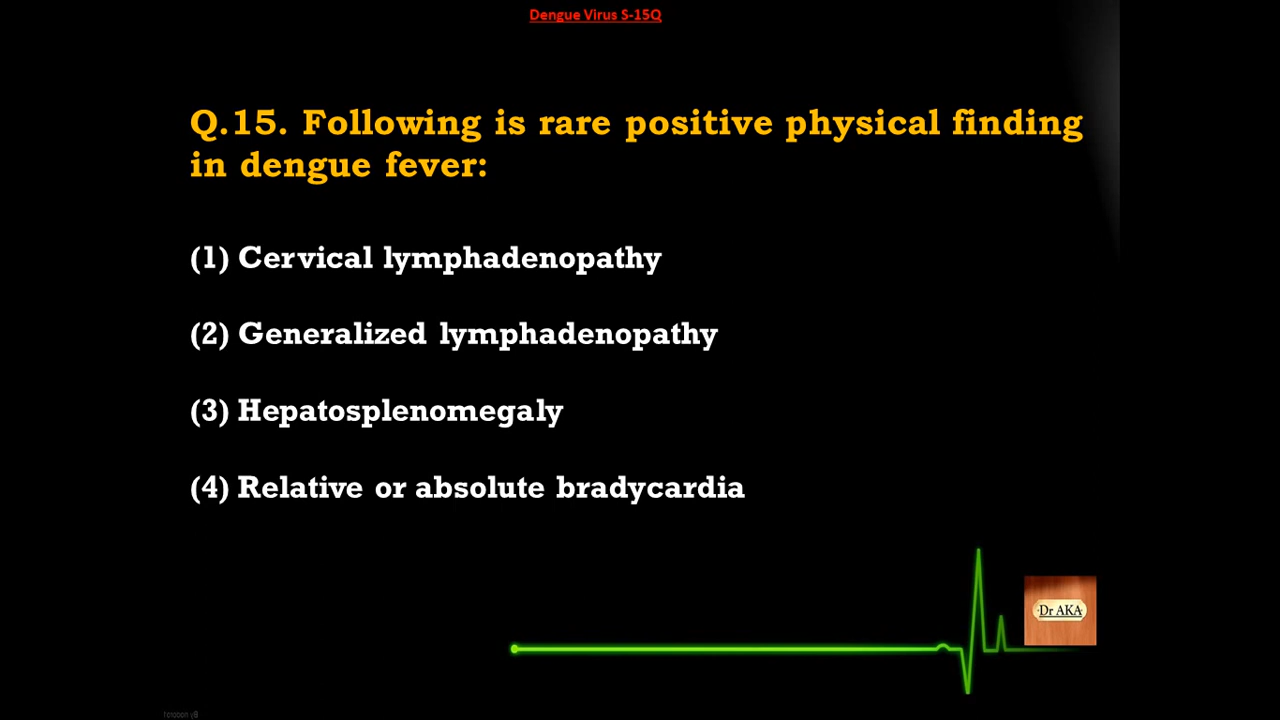 Dengue Virus S-15Q
Q.15. Following is rare positive physical finding
in dengue fever:
(1) Cervical lymphadenopathy
(2) Generalized lymphadenopathy
(3) Hepatosplenomegaly
(4) Relative or absolute bradycardia
Dr AKA